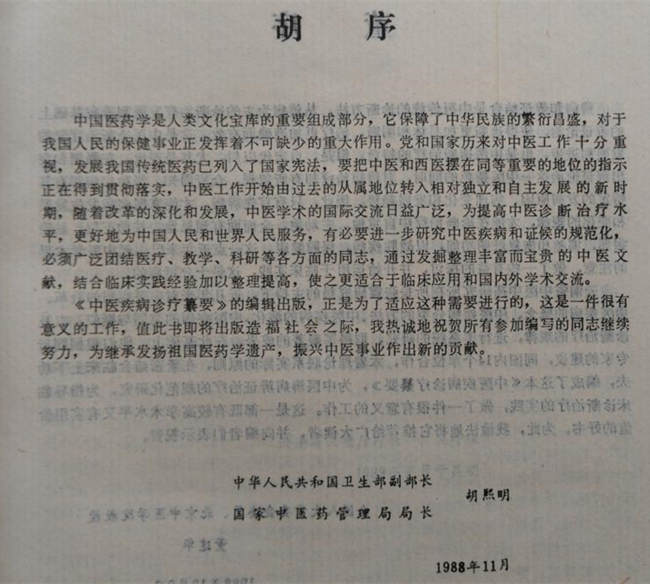 胡 序
中国医药学是人类文化宝库的重要组成部分，它保障了中华民族的繁衍昌盛，对于
我国人民的保健事业正发挥着不可缺少的重大作用。党和国家历来对中医工作十分重
视，发展我国传统医药已列入了国家宪法，要把中医和西医摆在同等重要的地位的指示
正在得到贯彻落实，中医工作开始由过去的从属地位转入相对独立和自主发展的新时
期，随着改革的深化和发展，中医学术的国际交流日益广泛，为提高中医诊断治疗水
平，更好地为中国人民和世界人民服务，有必要进一步研究中医疾病和证候的规范化，
必须广泛团结医疗、教学、科研等各方面的同志，通过发掘整理丰富而宝贵的中医文
献，结合临床实践经验加以整理提高，使之更适合于临床应用和国内外学术交流。
《中医疾病诊疗纂要》的编辑出版，正是为了适应这种需要进行的，这是一件很有
意义的工作，值此书即将出版造福社会之际，我热诚地祝贺所有参加编写的同志继续
努力，为继承发扬祖国医药学遗产，振兴中医事业作出新的贡献。
中华人民共和国卫生部副部长
国家中医药管理局局长
胡熙明
1988年11月